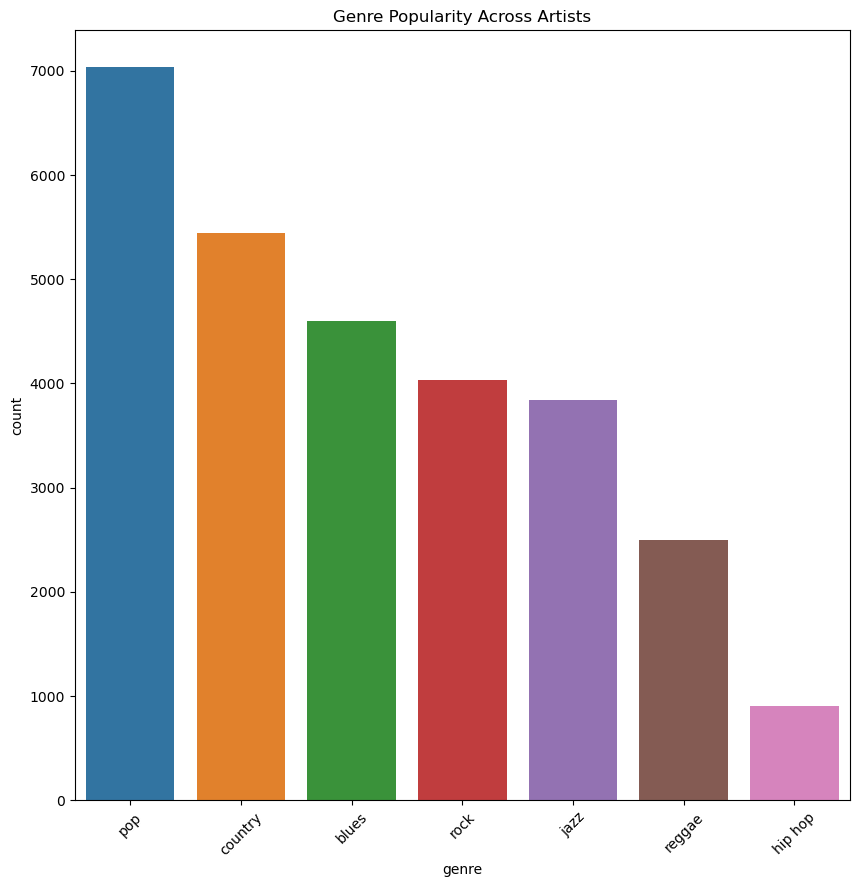 Genre Popularity Across Artists
7000
6000
5000
4000
3000
2000
1000
0
count
pop
country
blues
rock
jazz
reggae
hip hop
genre